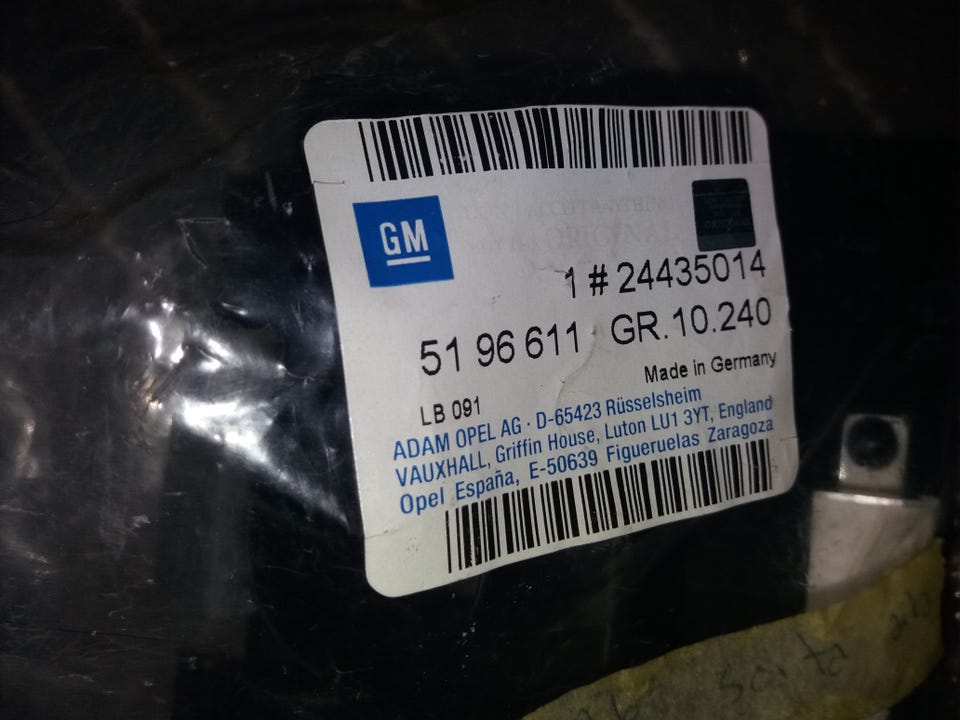 GM
ORIGINAL
1 # 24435014
51 96 611 GR.10.240
Made in Germany
LB 091
ADAM OPEL AG · D-65423 Rüsselsheim
VAUXHALL, Griffin House, Luton LU1 3YT, England
Opel España, E-50639 Figueruelas Zaragoza